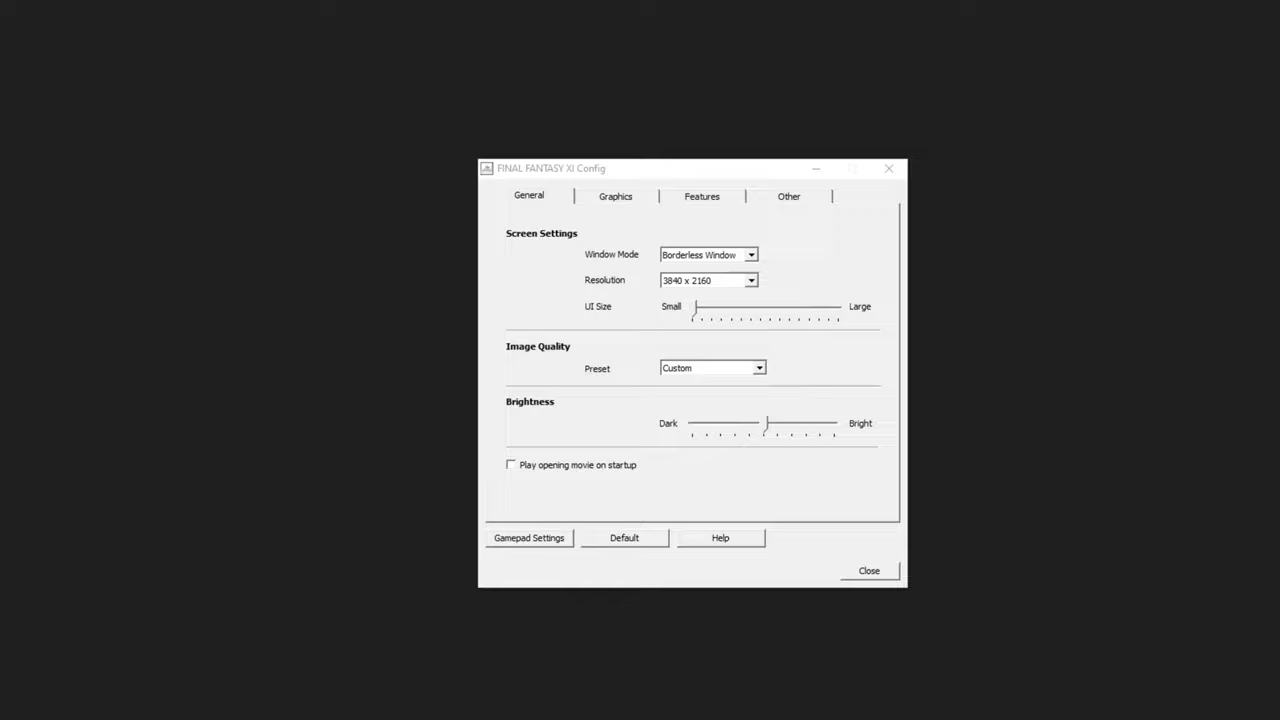 FINAL FANTASY XI Config
General Graphics Features Other
Screen Settings
Window Mode Borderless Window
Resolution 3840 x 2160
UI Size Small Large
Image Quality
Preset Custom
Brightness
Dark Bright
Play opening movie on startup
Gamepad Settings Default Help
Close